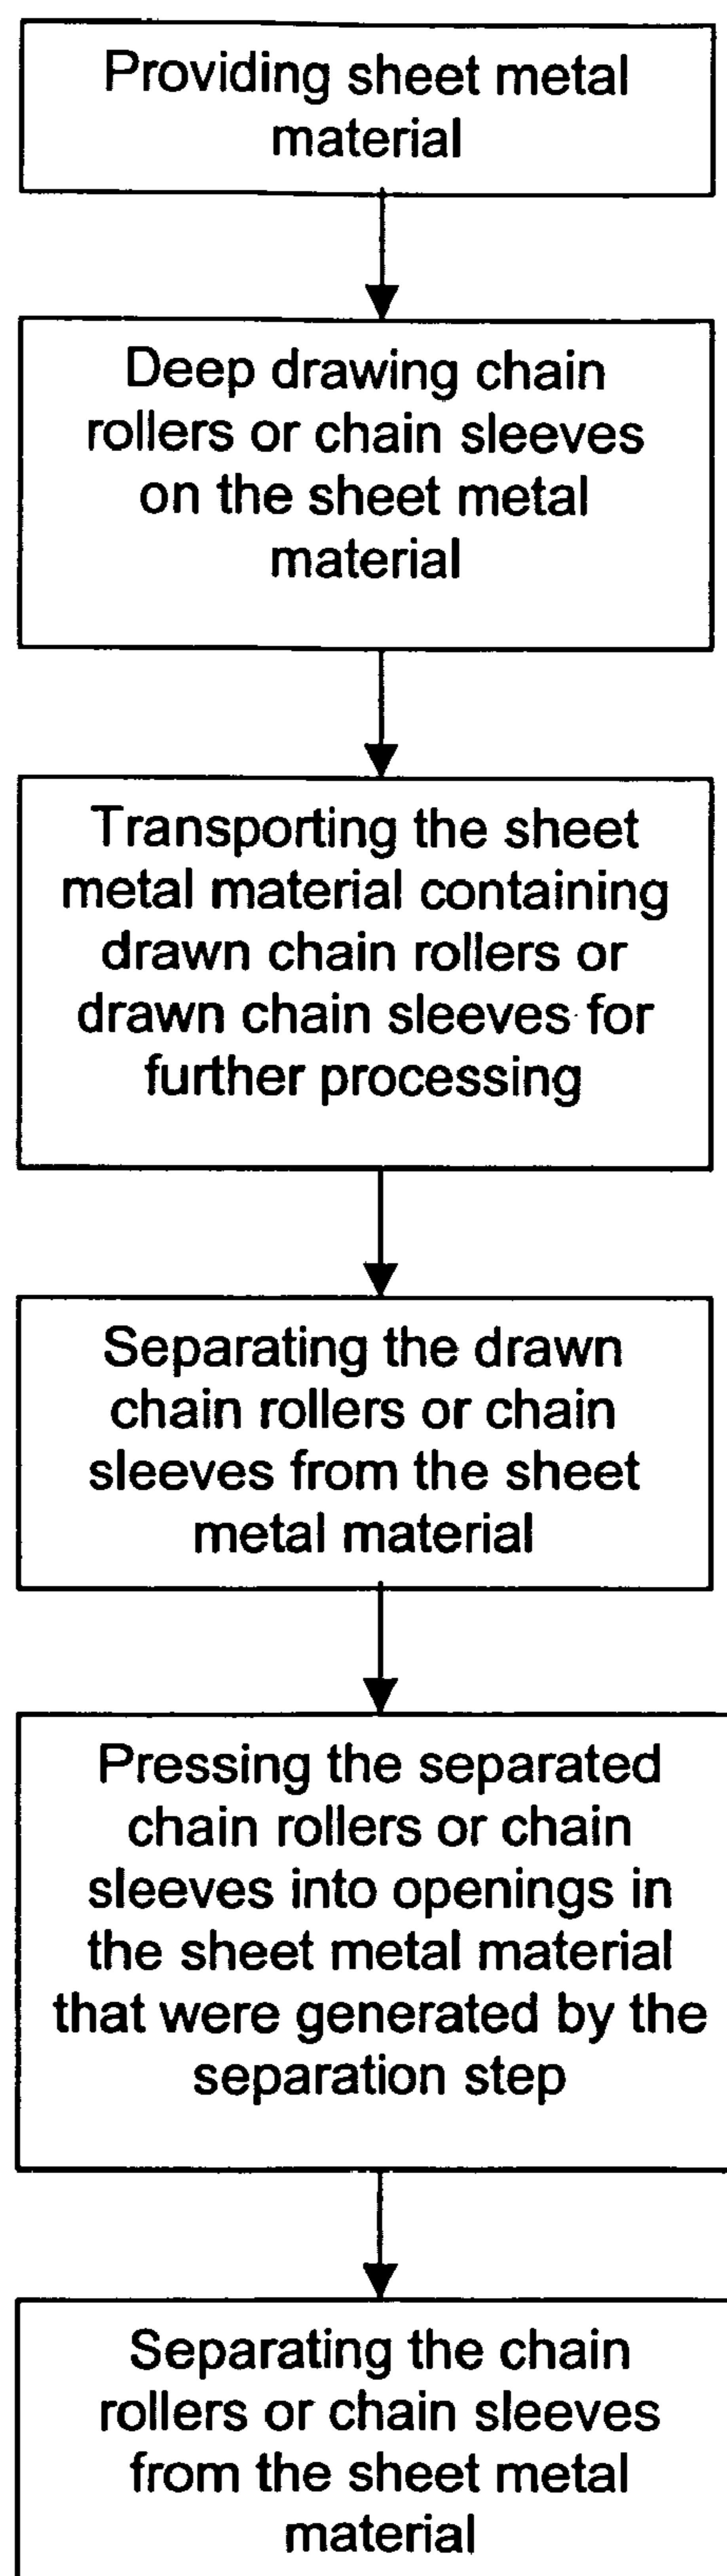 Providing sheet metal
material
Deep drawing chain
rollers or chain sleeves
on the sheet metal
material
Transporting the sheet
metal material containing
drawn chain rollers or
drawn chain sleeves for
further processing
Separating the drawn
chain rollers or chain
sleeves from the sheet
metal material
Pressing the separated
chain rollers or chain
sleeves into openings in
the sheet metal material
that were generated by the
separation step
Separating the chain
rollers or chain sleeves
from the sheet metal
material